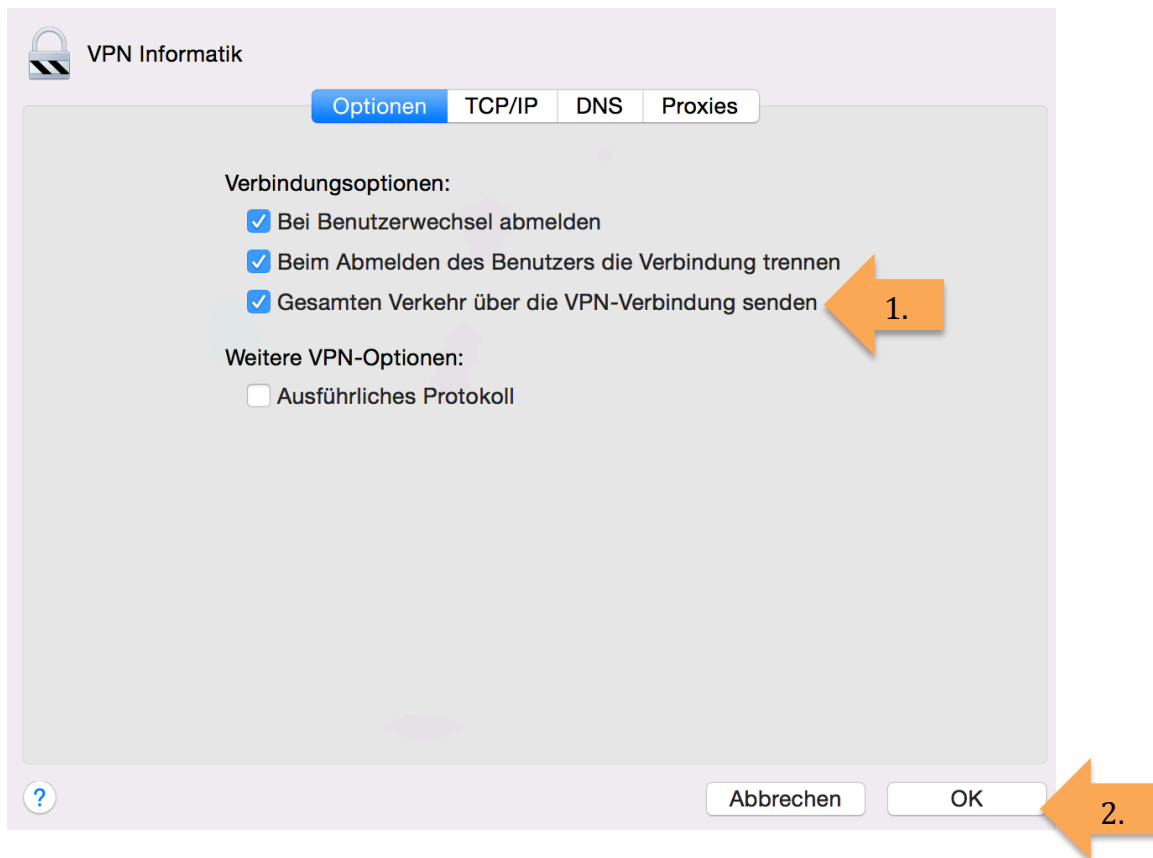 VPN Informatik
Optionen TCP/IP DNS Proxies
Verbindungsoptionen:
Bei Benutzerwechsel abmelden
Beim Abmelden des Benutzers die Verbindung trennen
Gesamten Verkehr über die VPN-Verbindung senden
1.
Weitere VPN-Optionen:
Ausführliches Protokoll
? Abbrechen OK
2.